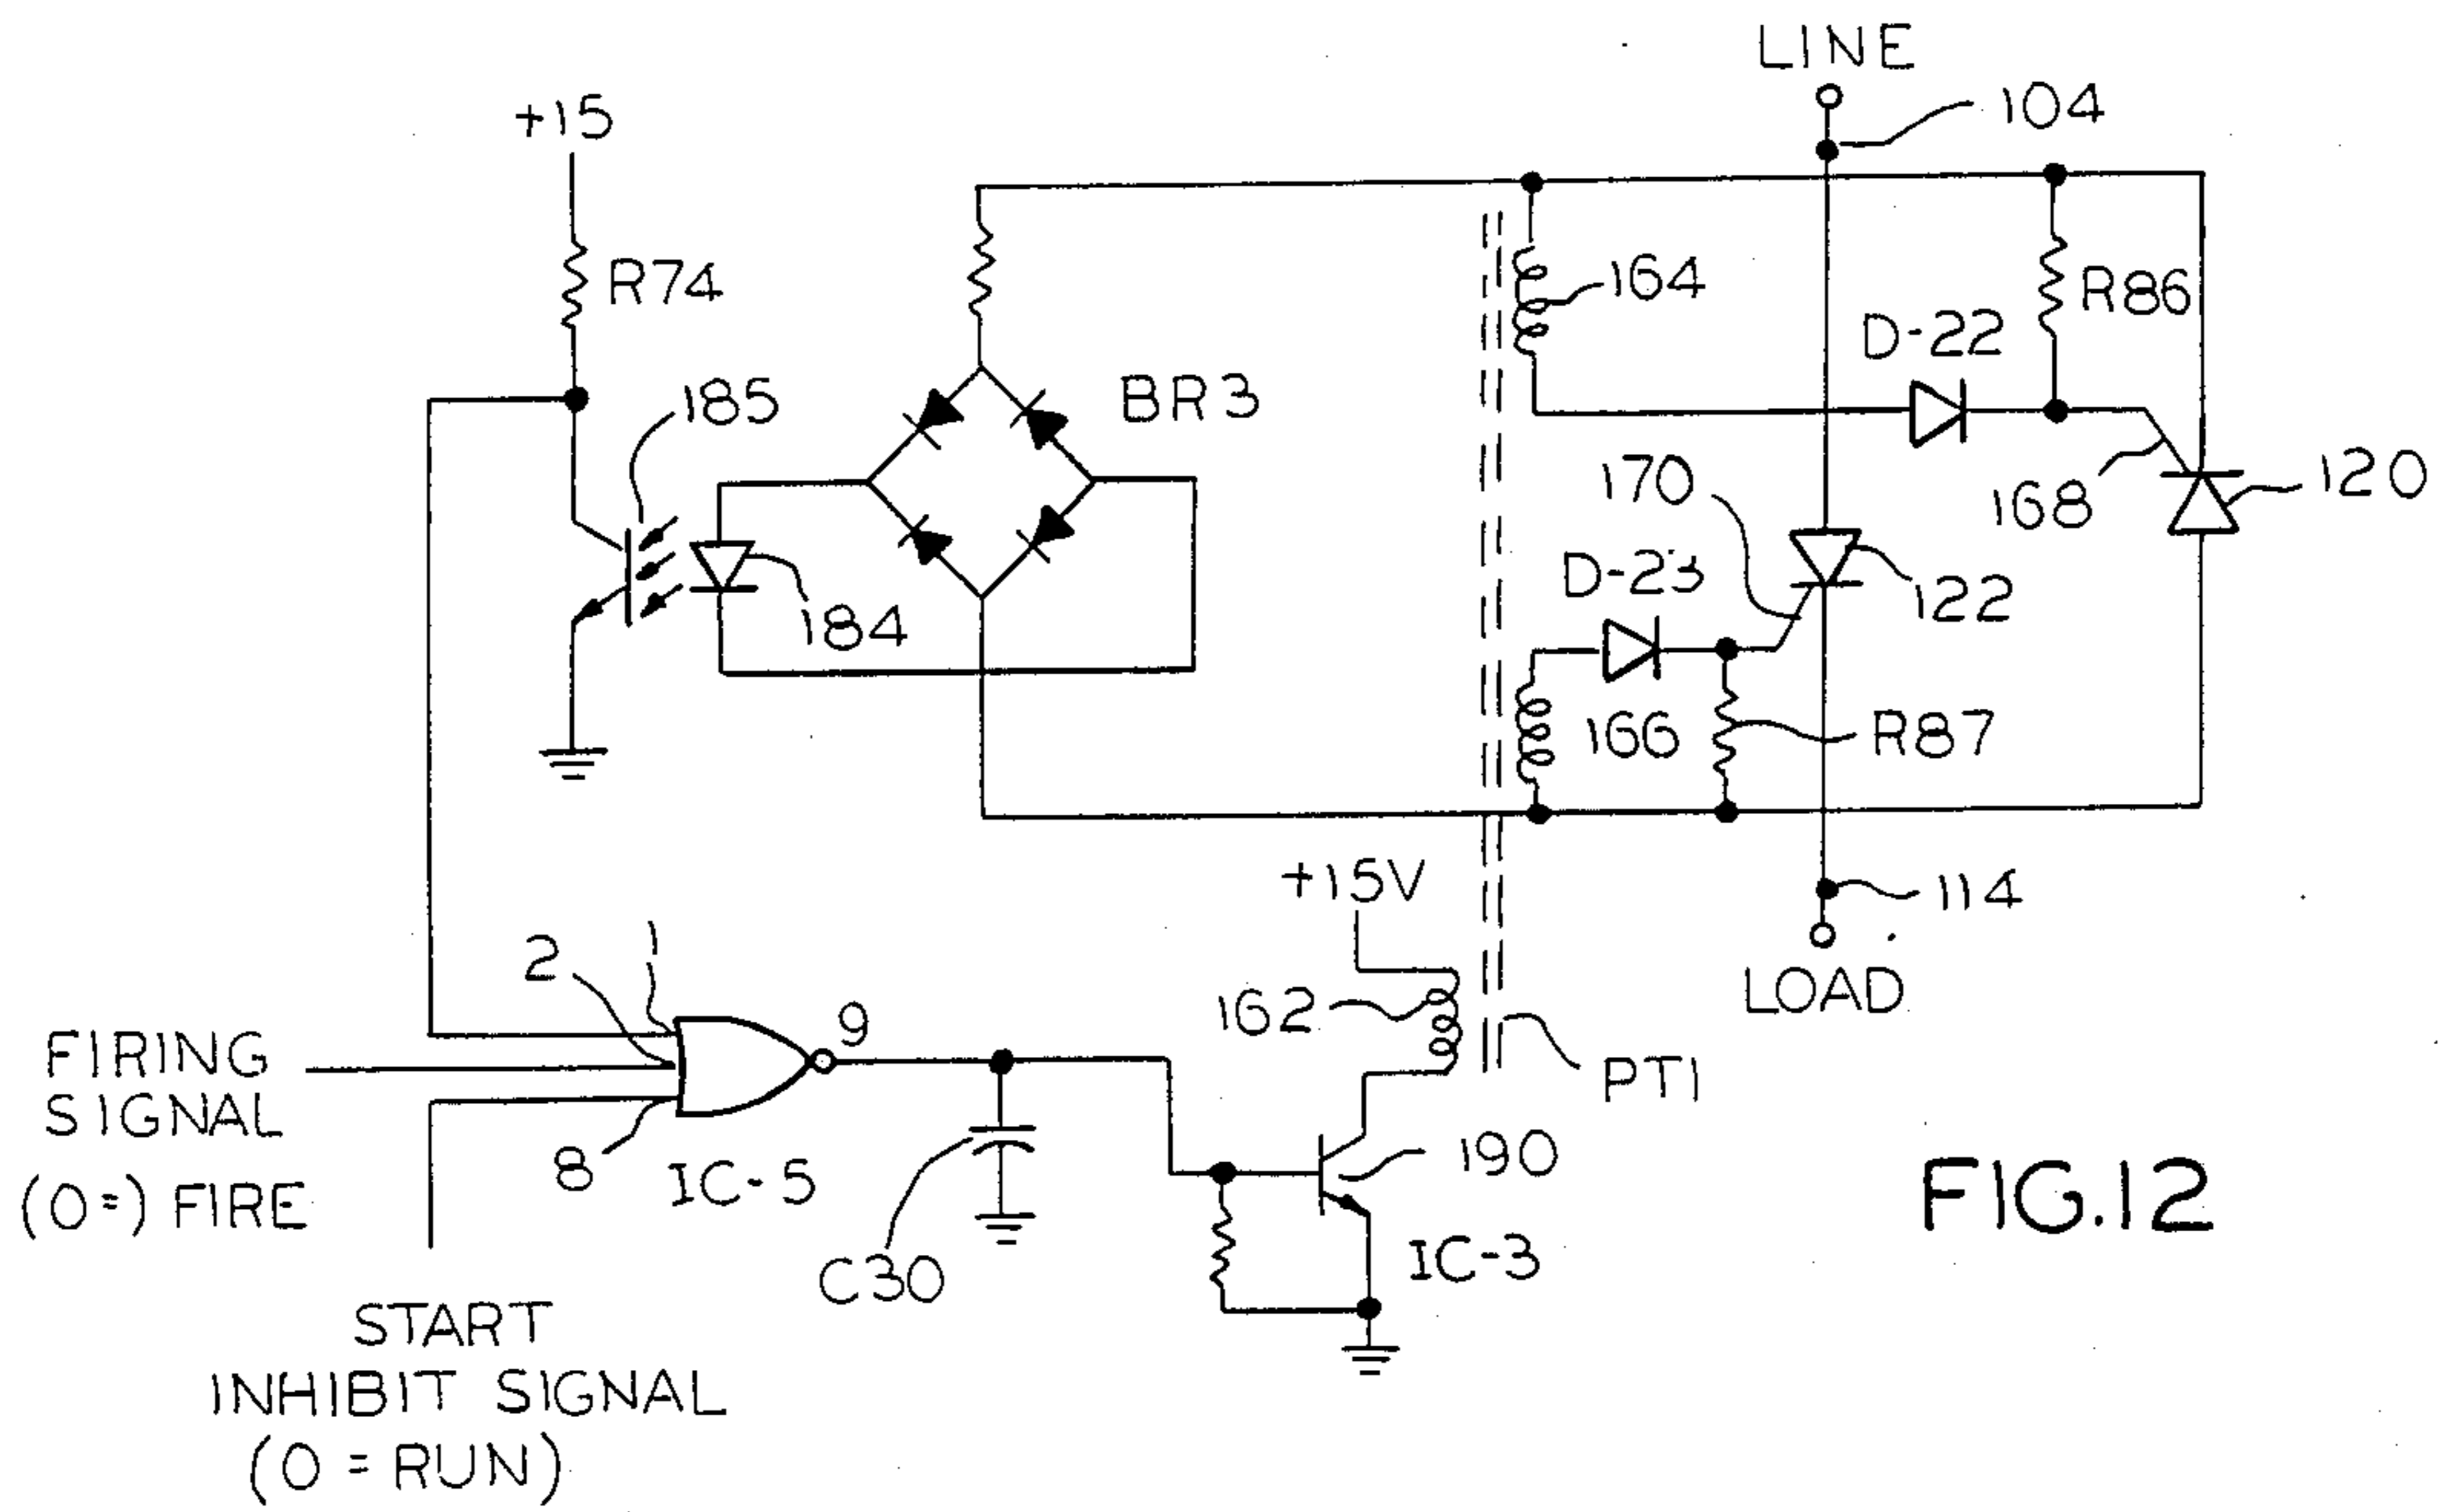 LINE
104
+15
R74
164
R86
D-22
185
BR3
120
170
168
D-23
122
184
166
R87
+15V
114
2
1
162
LOAD
9
FIRING
SIGNAL
PT1
(0=) FIRE
8
IC-5
190
FIG.12
C30
IC-3
START
INHIBIT SIGNAL
(0 = RUN)